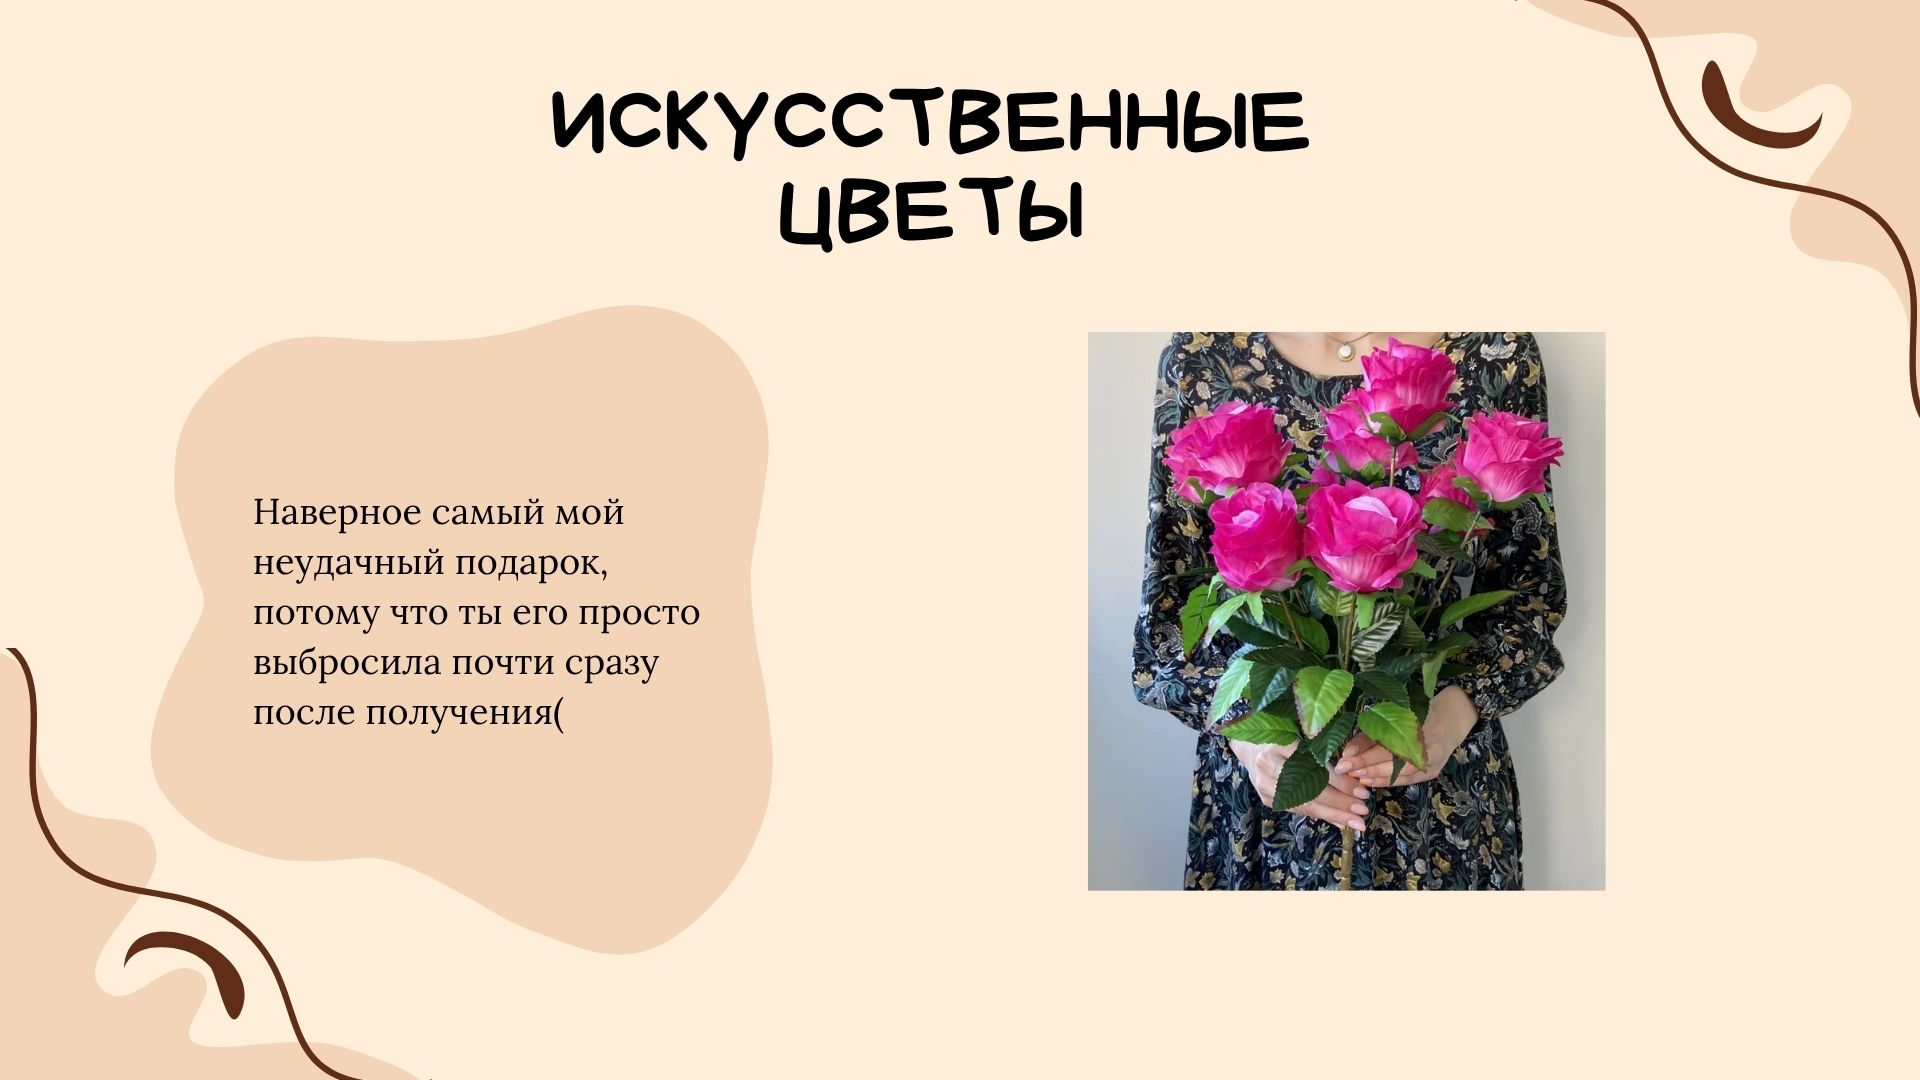 ИСКУССТВЕННЫЕ
ЦВЕТЫ
Наверное самый мой
неудачный подарок,
потому что ты его просто
выбросила почти сразу
после получения(